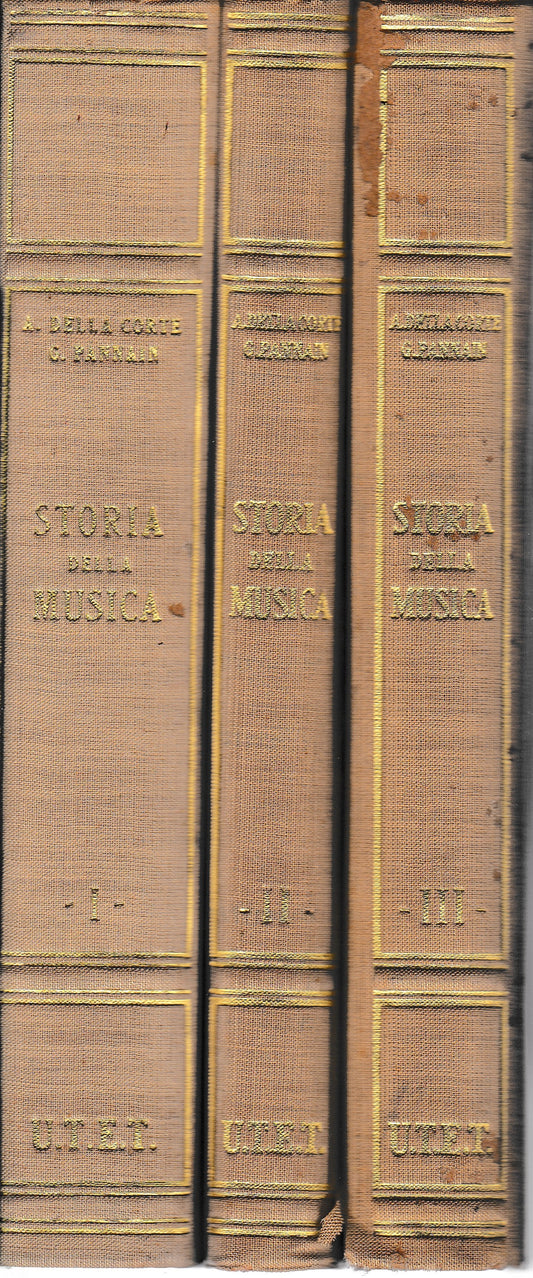 A. DELLA CORTE
G. PANNAIN
STORIA
DELLA
MUSICA
- I -
U.T.E.T.
A. DELLA CORTE
G. PANNAIN
STORIA
DELLA
MUSICA
- II -
U.T.E.T.
A. DELLA CORTE
G. PANNAIN
STORIA
DELLA
MUSICA
- III -
U.T.E.T.